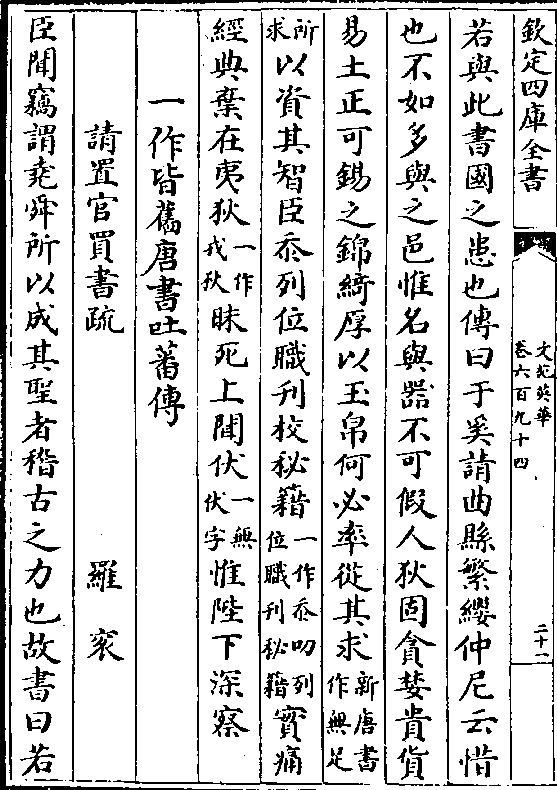 欽定四庫全書
文苑英華
卷六百九十四
二十一
若與此書國之患也傳曰于奚請曲縣繁纓仲尼云惜
也不如多與之邑惟名與器不可假人狄固貪婪貴貨
易土正可錫之錦綺厚以玉帛何必率從其求新唐書作無足
求所以資其智臣忝列位職刋校秘籍一作忝叨列位職刋秘籍實痛
經典棄在夷狄一作戎狄昧死上聞伏一無伏字惟陛下深察
一作皆舊唐書吐蕃傳
請置官買書疏 羅衮
臣聞竊謂堯舜所以成其聖者稽古之力也故書曰若